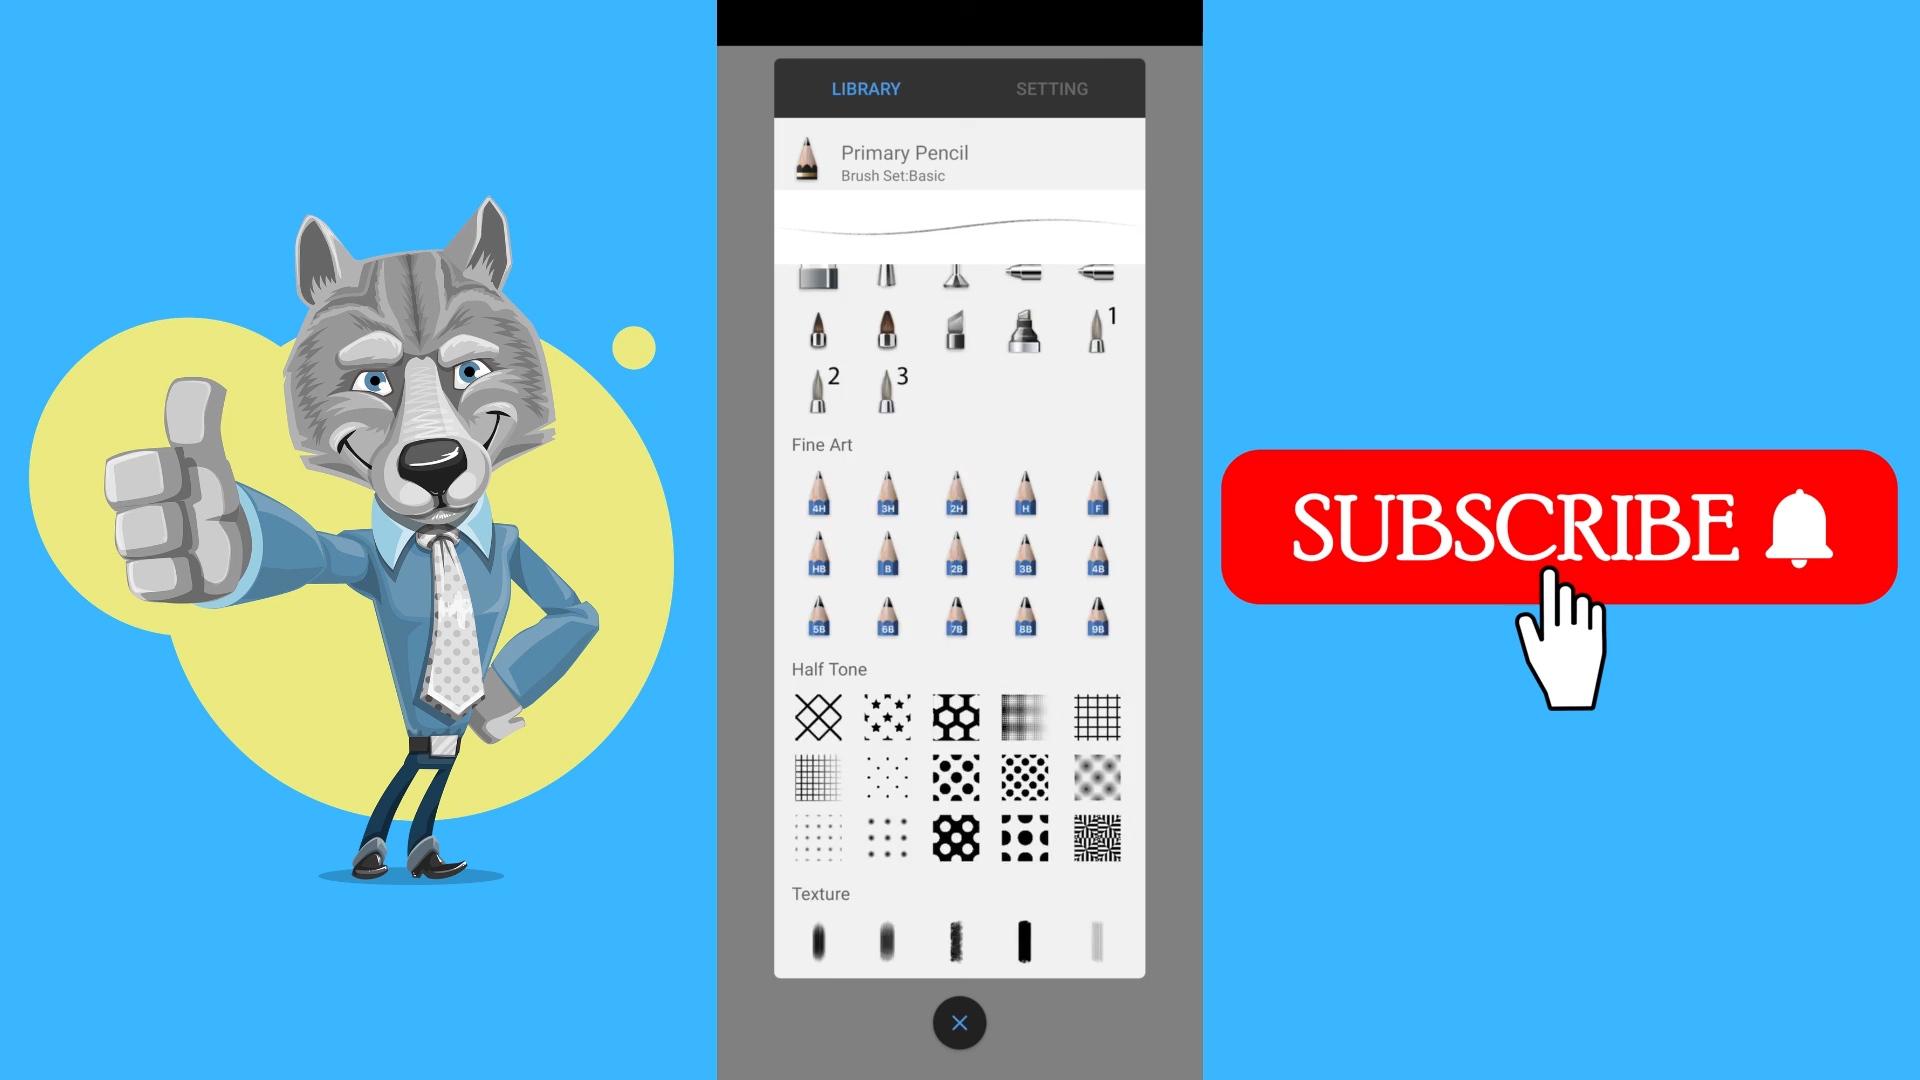 LIBRARY SETTING
Primary Pencil
Brush Set:Basic
1
2 3
Fine Art
4H 3H 2H H F
HB B 2B 3B 4B
5B 6B 7B 8B 9B
Half Tone
Texture
SUBSCRIBE